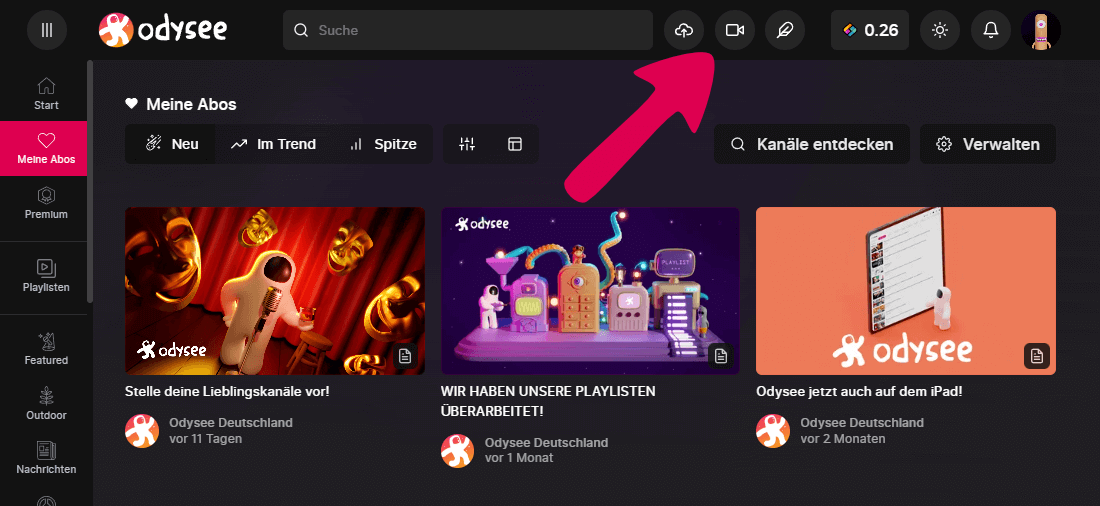 odysee
Suche
0.26
Start
Meine Abos
Premium
Playlisten
Featured
Outdoor
Nachrichten
Meine Abos
Neu
Im Trend
Spitze
Kanäle entdecken
Verwalten
odysee
odysee
PLAYLIST
odysee
Stelle deine Lieblingskanäle vor!
Odysee Deutschland
vor 11 Tagen
WIR HABEN UNSERE PLAYLISTEN
ÜBERARBEITET!
Odysee Deutschland
vor 1 Monat
Odysee jetzt auch auf dem iPad!
Odysee Deutschland
vor 2 Monaten